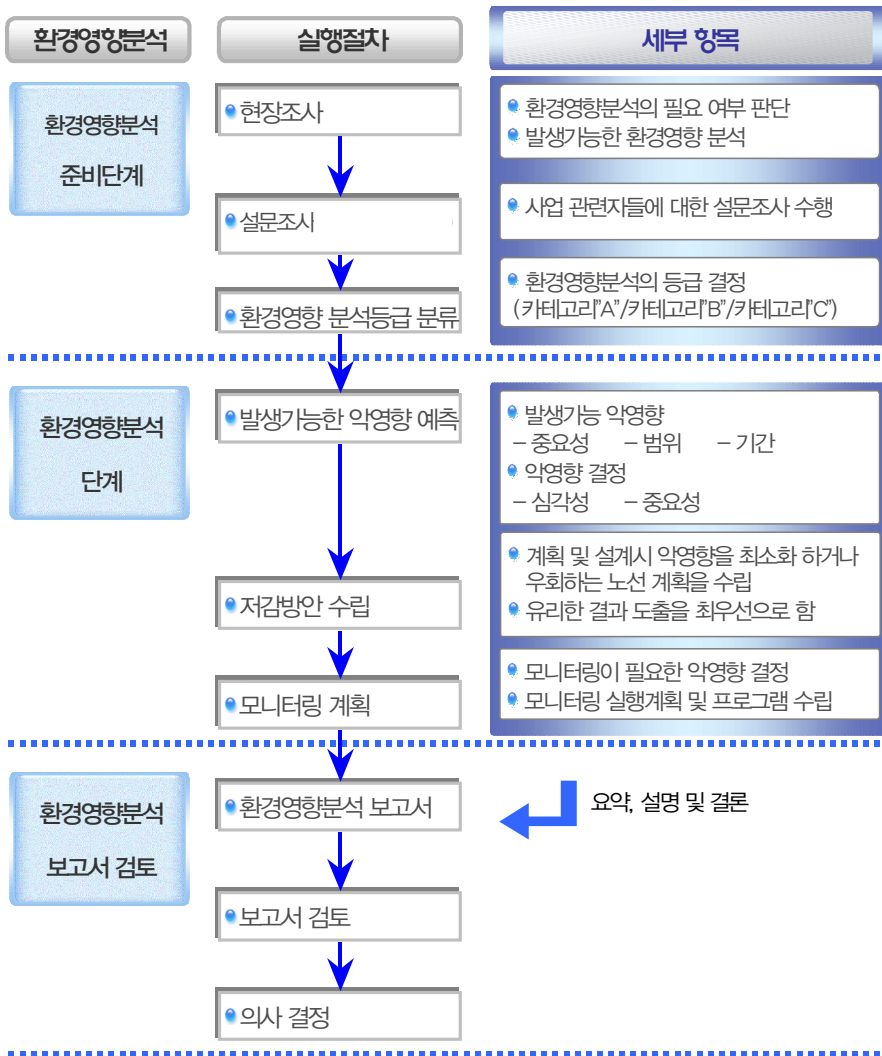 환경영향분석
실행절차
세부 항목
환경영향분석
준비단계
현장조사
환경영향분석의 필요 여부 판단
발생가능한 환경영향 분석
설문조사
사업 관련자들에 대한 설문조사 수행
환경영향 분석등급 분류
환경영향분석의 등급 결정
(카테고리"A"/카테고리"B"/카테고리"C")
환경영향분석
단계
발생가능한 악영향 예측
발생가능 악영향
– 중요성 – 범위 – 기간
악영향 결정
– 심각성 – 중요성
저감방안 수립
계획 및 설계시 악영향을 최소화 하거나
우회하는 노선 계획을 수립
유리한 결과 도출을 최우선으로 함
모니터링 계획
모니터링이 필요한 악영향 결정
모니터링 실행계획 및 프로그램 수립
환경영향분석
보고서 검토
환경영향분석 보고서
요약, 설명 및 결론
보고서 검토
의사 결정